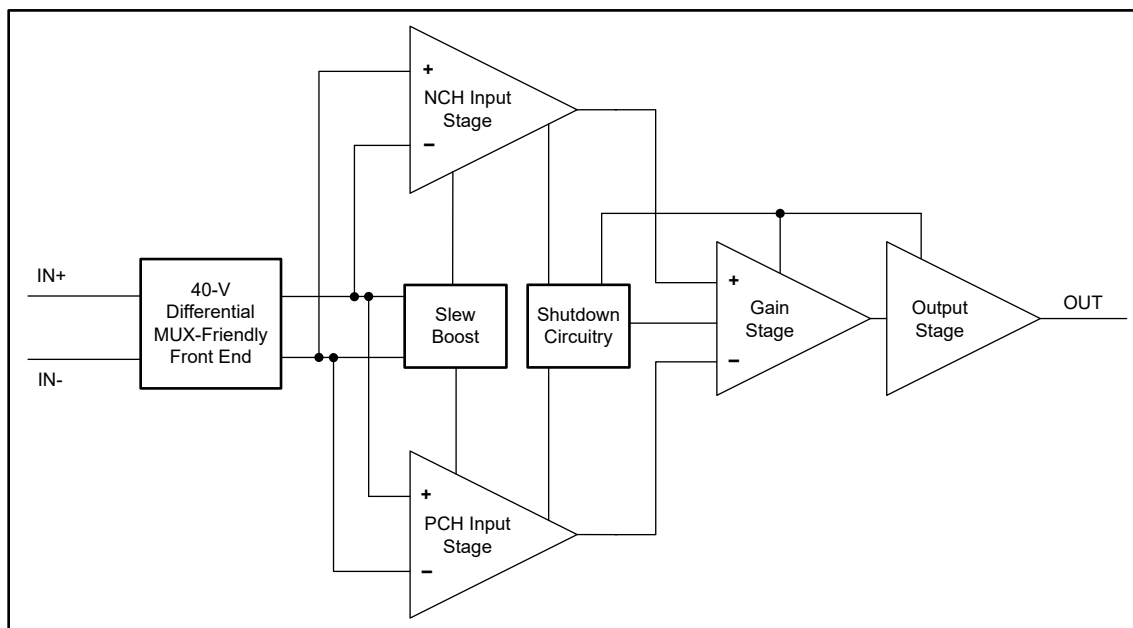 +
NCH Input
Stage
−
IN+
IN-
40-V
Differential
MUX-Friendly
Front End
Slew
Boost
Shutdown
Circuitry
+
Gain
Stage
−
Output
Stage
OUT
+
PCH Input
Stage
−